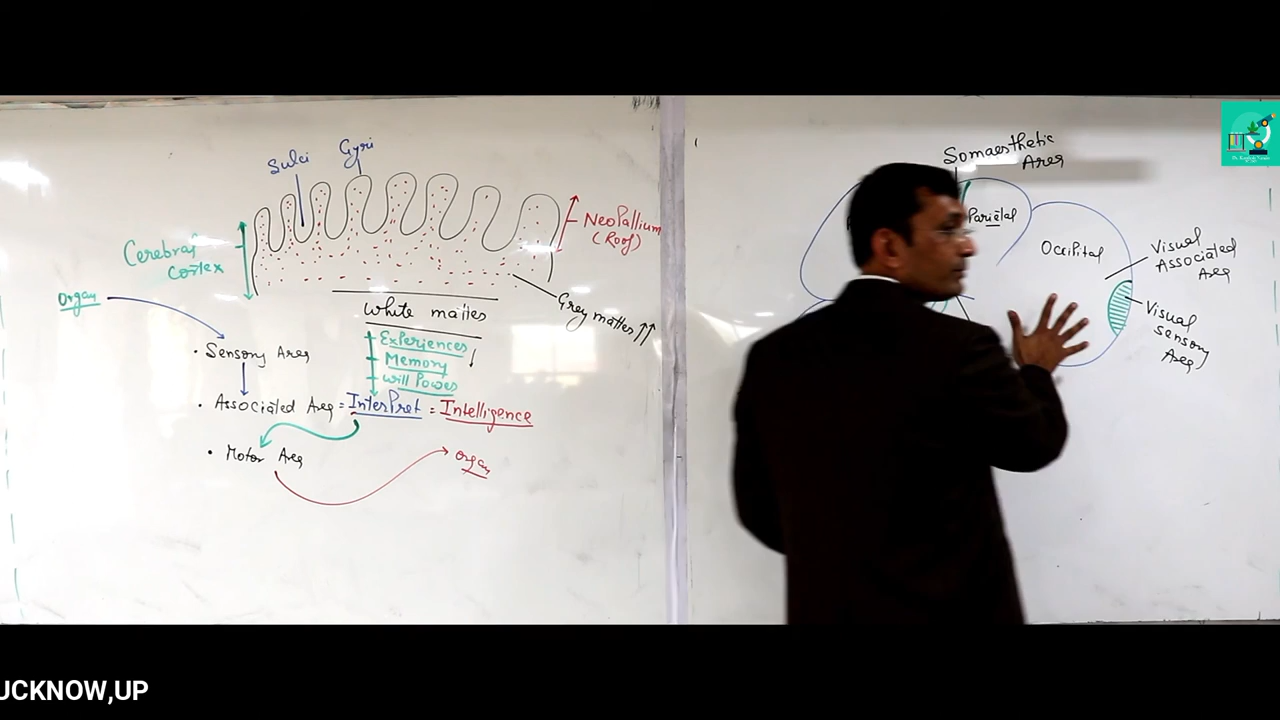 Sulci
Gyri
Cerebral
Cortex
NeoPallium
(Roof)
Grey matter ↑↑
White matter
Organ
Experiences
Memory
Will Power
• Sensory Area
• Associated Area = InterPret = Intelligence
• Motor Area
organ
Somaesthetic
Area
Parietal
Occipital
Visual
Associated
Area
Visual
Sensory
Area
UCKNOW,UP